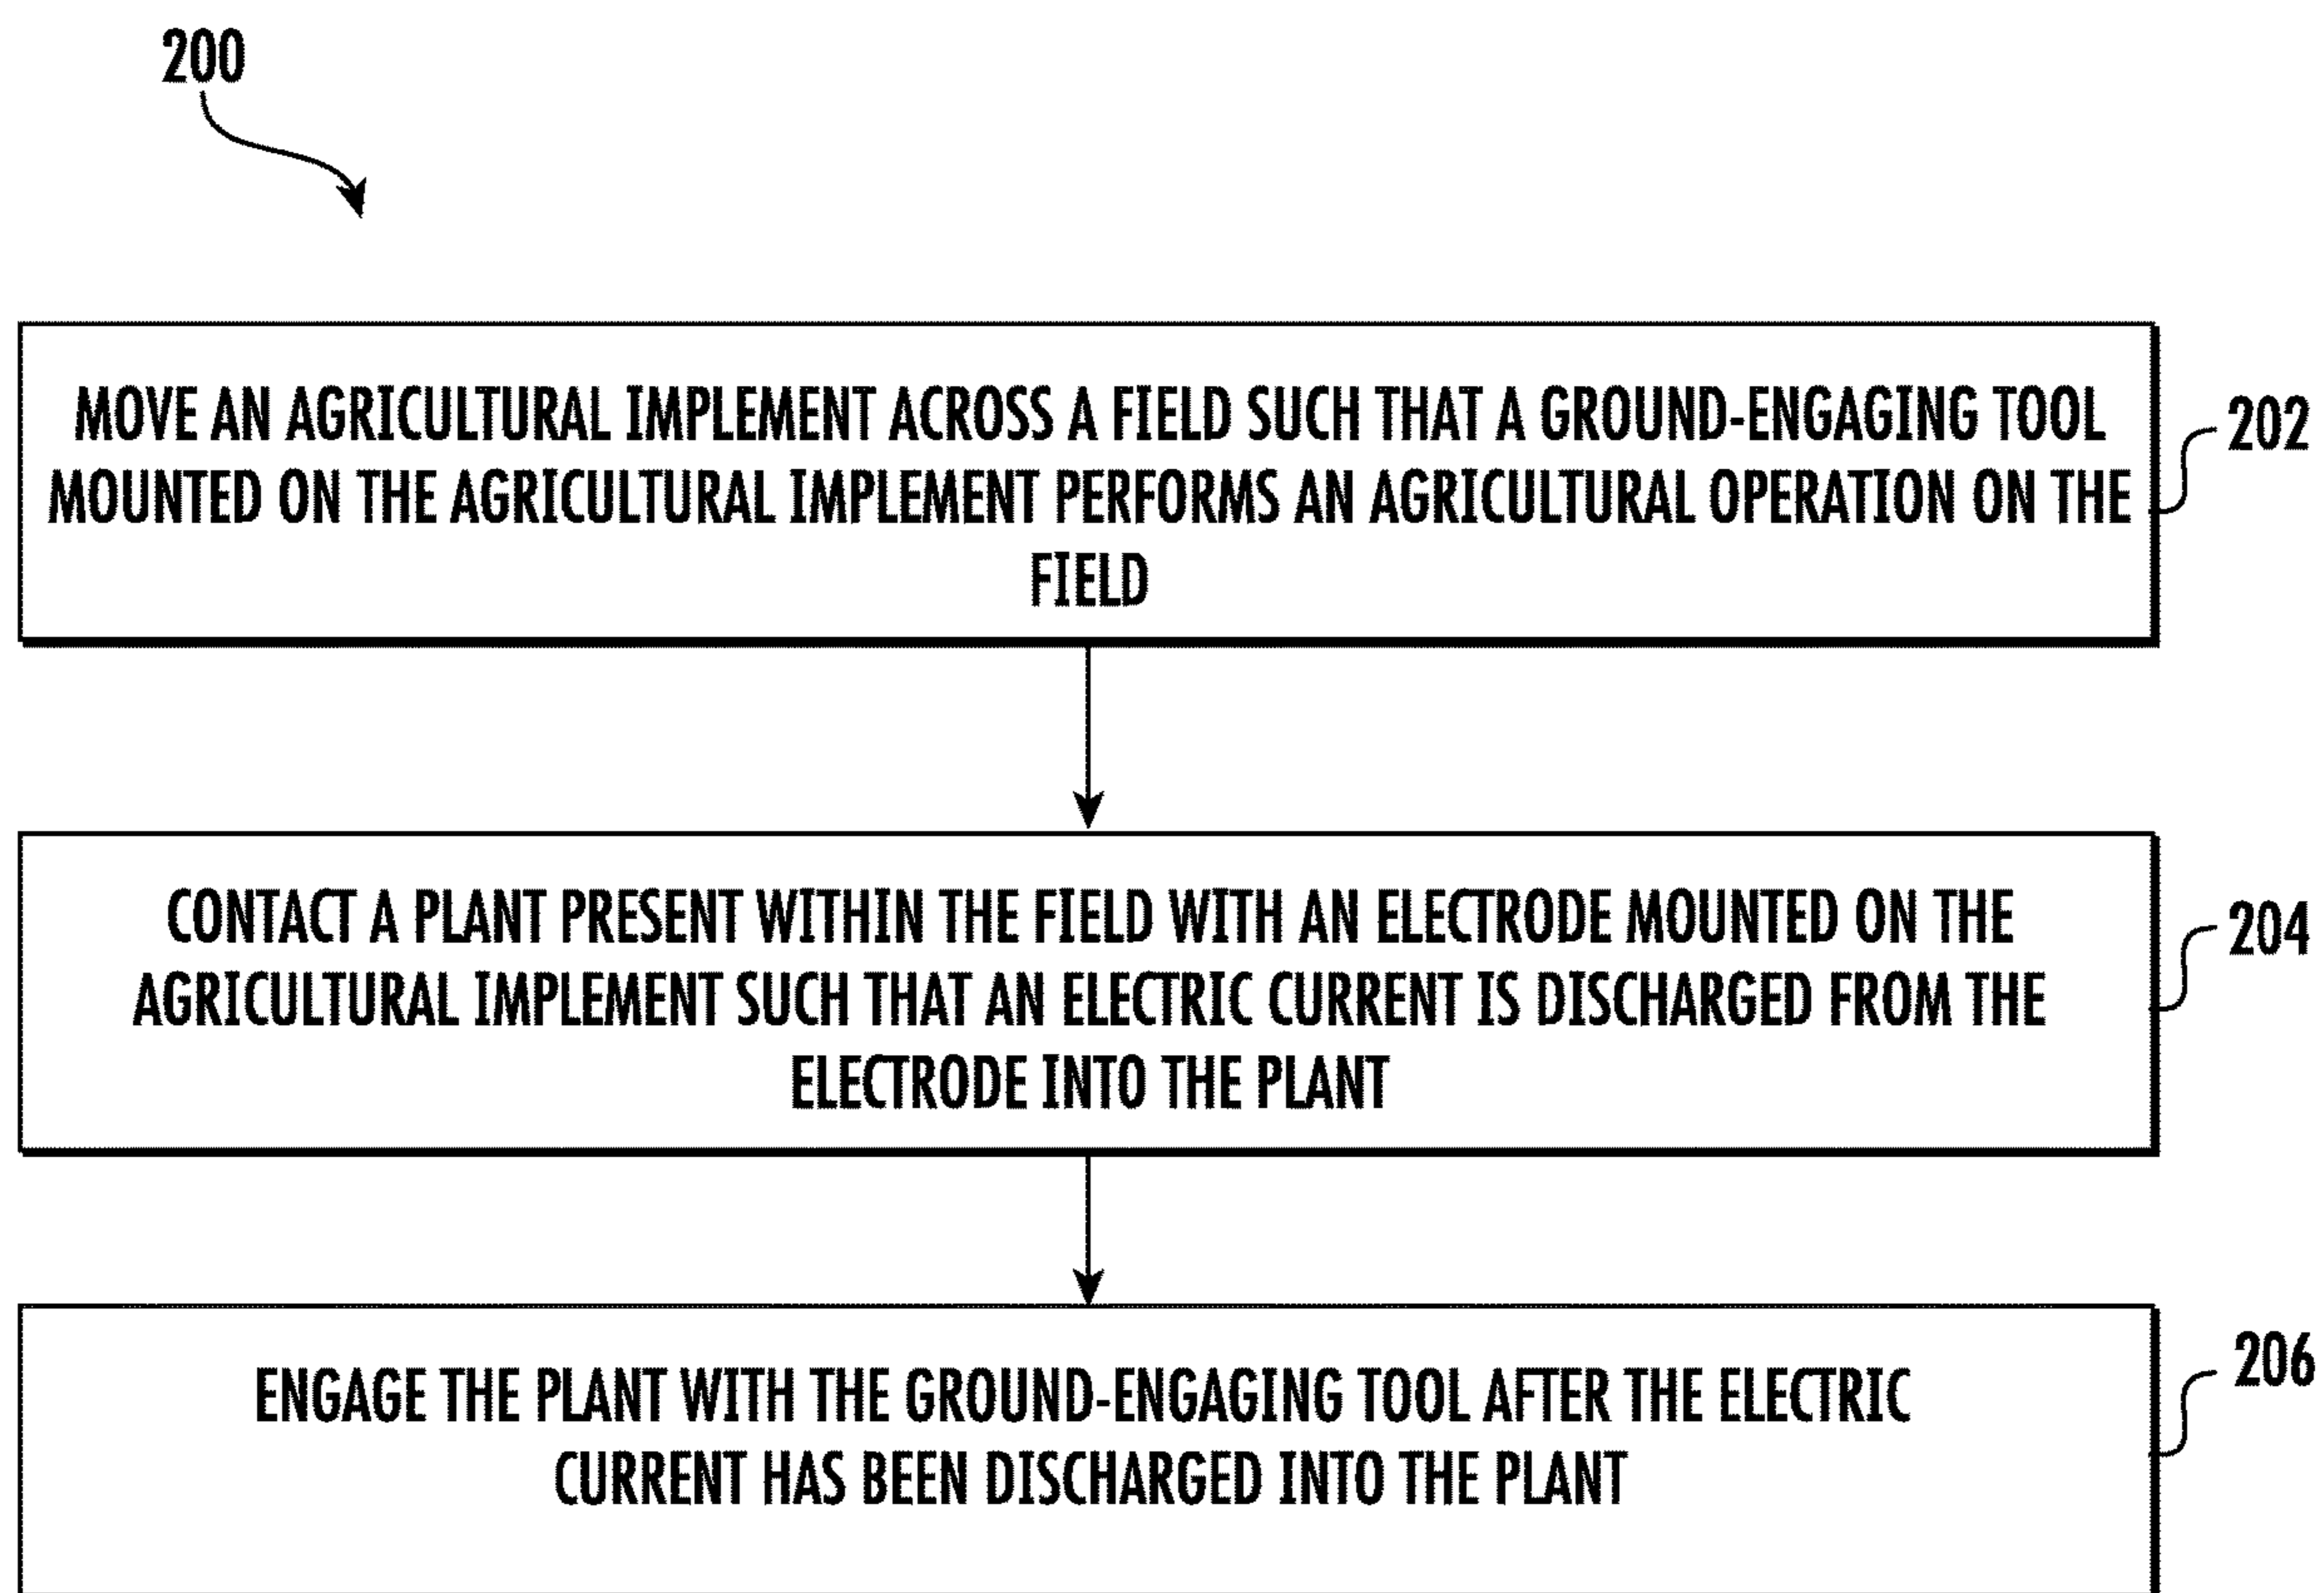 200
MOVE AN AGRICULTURAL IMPLEMENT ACROSS A FIELD SUCH THAT A GROUND-ENGAGING TOOL
MOUNTED ON THE AGRICULTURAL IMPLEMENT PERFORMS AN AGRICULTURAL OPERATION ON THE
FIELD
202
CONTACT A PLANT PRESENT WITHIN THE FIELD WITH AN ELECTRODE MOUNTED ON THE
AGRICULTURAL IMPLEMENT SUCH THAT AN ELECTRIC CURRENT IS DISCHARGED FROM THE
ELECTRODE INTO THE PLANT
204
ENGAGE THE PLANT WITH THE GROUND-ENGAGING TOOL AFTER THE ELECTRIC
CURRENT HAS BEEN DISCHARGED INTO THE PLANT
206